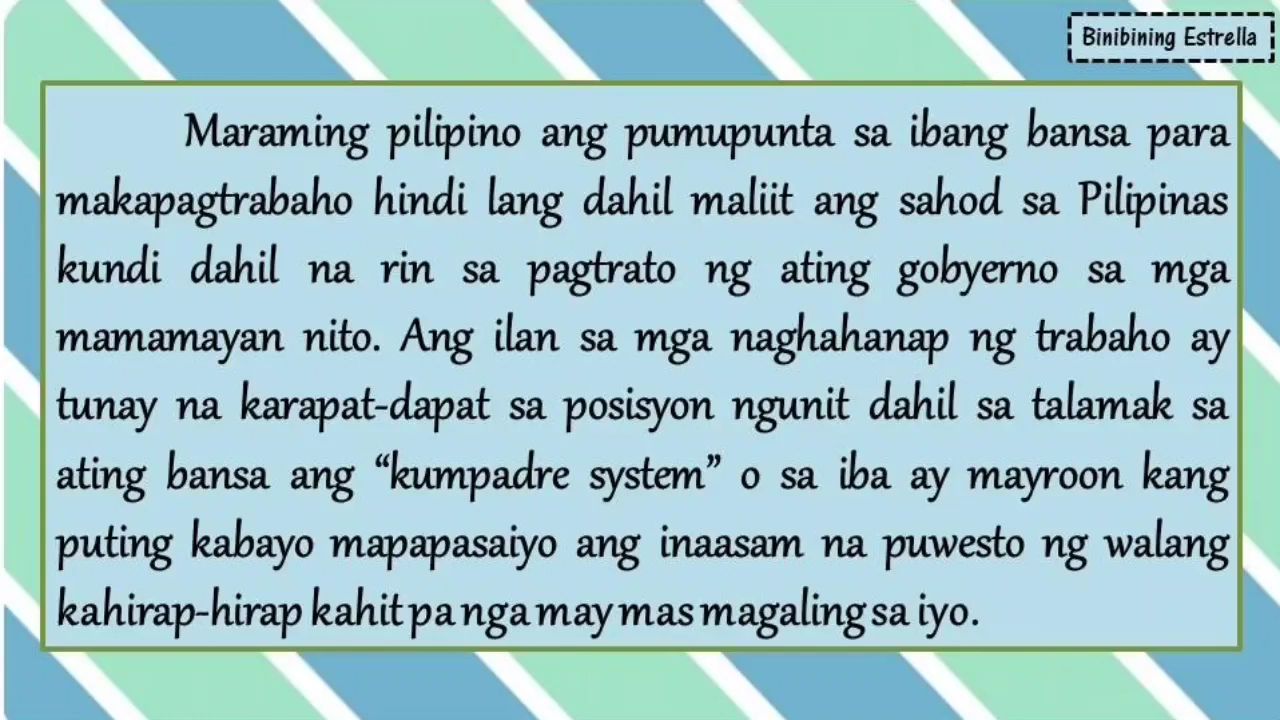 Binibining Estrella
Maraming pilipino ang pumupunta sa ibang bansa para
makapagtrabaho hindi lang dahil maliit ang sahod sa Pilipinas
kundi dahil na rin sa pagtrato ng ating gobyerno sa mga
mamamayan nito. Ang ilan sa mga naghahanap ng trabaho ay
tunay na karapat-dapat sa posisyon ngunit dahil sa talamak sa
ating bansa ang “kumpadre system” o sa iba ay mayroon kang
puting kabayo mapapasaiyo ang inaasam na puwesto ng walang
kahirap-hirap kahit pa nga may mas magaling sa iyo.